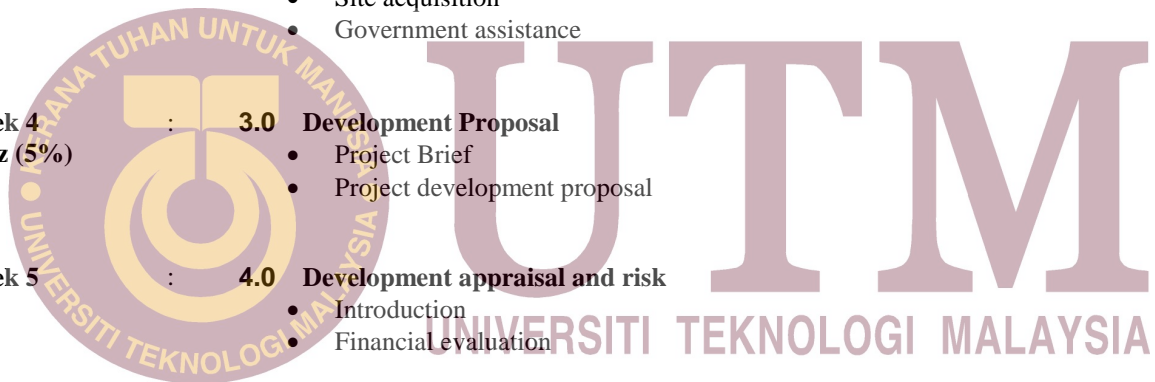 Site acquisition
• Government assistance
ek 4 : 3.0 Development Proposal
z (5%) • Project Brief
• Project development proposal
ek 5 : 4.0 Development appraisal and risk
• Introduction
• Financial evaluation
UTM
UNIVERSITI TEKNOLOGI MALAYSIA
KERANA TUHAN UNTUK MANUSIA
UNIVERSITI TEKNOLOGI MALAYSIA